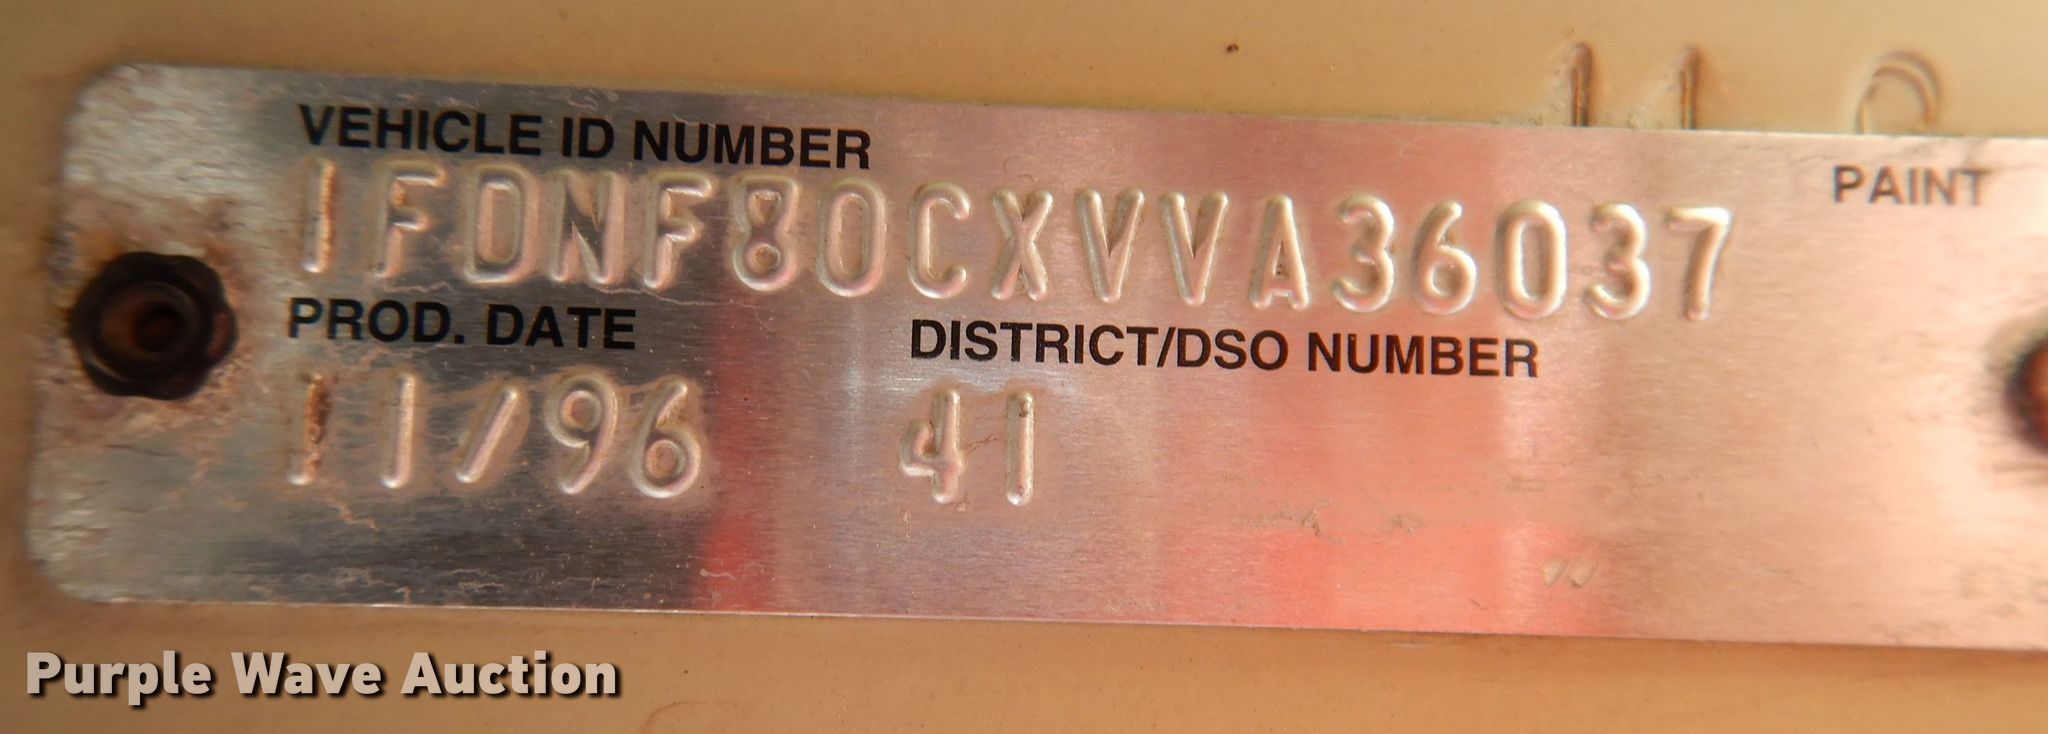 VEHICLE ID NUMBER
PAINT
1FDNF80CXVVA36037
PROD. DATE
DISTRICT/DSO NUMBER
11/96 41
Purple Wave Auction